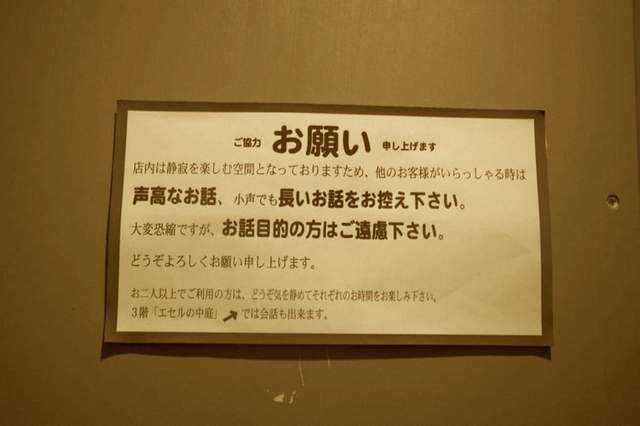 ご協力 お願い 申し上げます
店内は静寂を楽しむ空間となっておりますため、他のお客様がいらっしゃる時は
声高なお話、小声でも長いお話をお控え下さい。
大変恐縮ですが、お話目的の方はご遠慮下さい。
どうぞよろしくお願い申し上げます。
お二人以上でご利用の方は、どうぞ気を静めてそれぞれのお時間をお楽しみ下さい。
3階「エセルの中庭」↗では会話も出来ます。